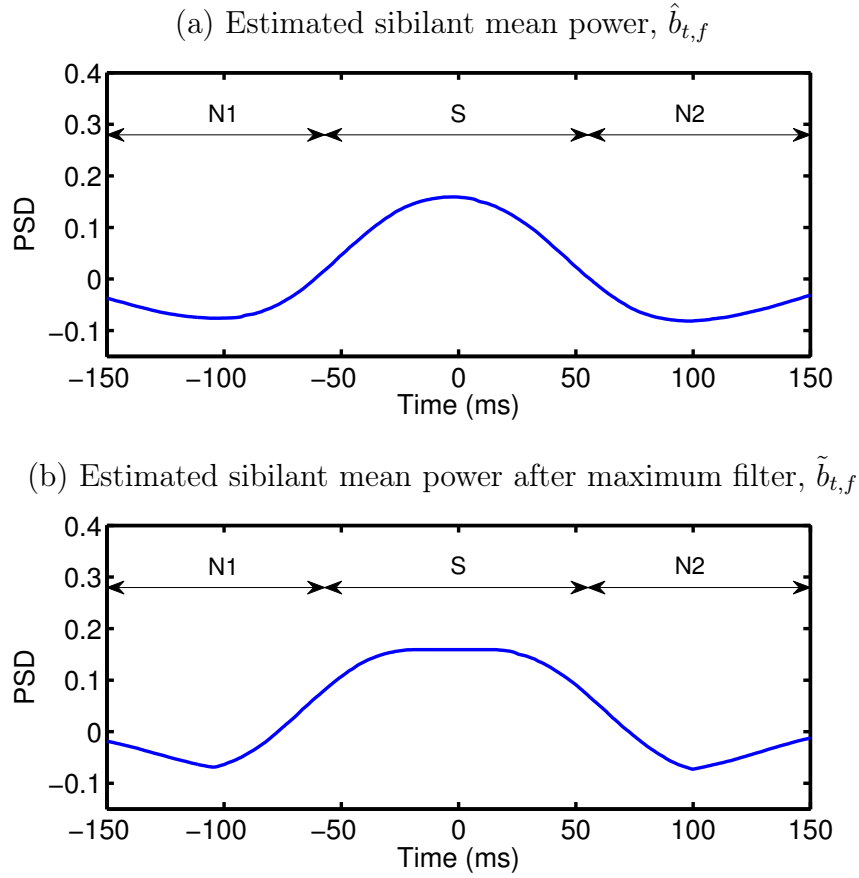 (a) Estimated sibilant mean power, b̂t,f
0.4
0.3
0.2
0.1
0
−0.1
PSD
N1 S N2
−150 −100 −50 0 50 100 150
Time (ms)
(b) Estimated sibilant mean power after maximum filter, b̃t,f
0.4
0.3
0.2
0.1
0
−0.1
PSD
N1 S N2
−150 −100 −50 0 50 100 150
Time (ms)